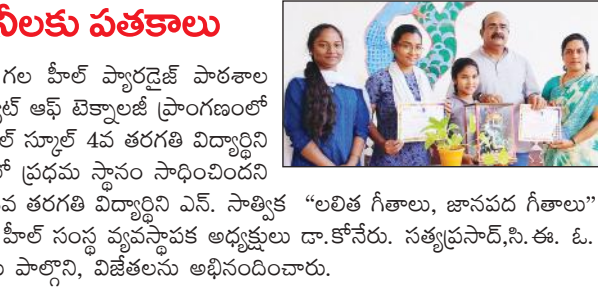 నీలకు పతకాలు
గల హీల్ ప్యారడైజ్ పాఠశాల
ట్ ఆఫ్ టెక్నాలజీ ప్రాంగణంలో
ల్ స్కూల్ 4వ తరగతి విద్యార్థిని
లో ప్రధమ స్థానం సాధించిందని
వ తరగతి విద్యార్థిని ఎన్. సాత్విక “లలిత గీతాలు, జానపద గీతాలు”
హీల్ సంస్థ వ్యవస్థాపక అధ్యక్షులు డా.కోనేరు. సత్యప్రసాద్,సి.ఈ. ఓ.
పాల్గొని, విజేతలను అభినందించారు.